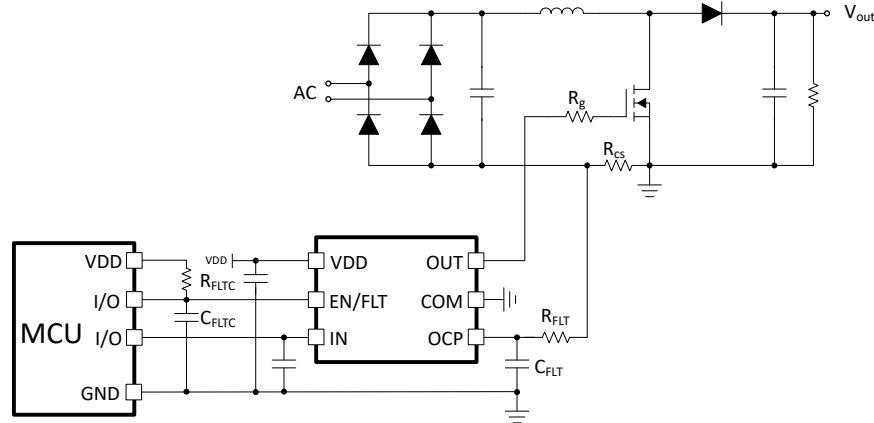 V_out
AC
R_g
R_cs
VDD
I/O
I/O
GND
MCU
R_FLTC
C_FLTC
VDD
VDD
EN/FLT
IN
OUT
COM
OCP
R_FLT
C_FLT